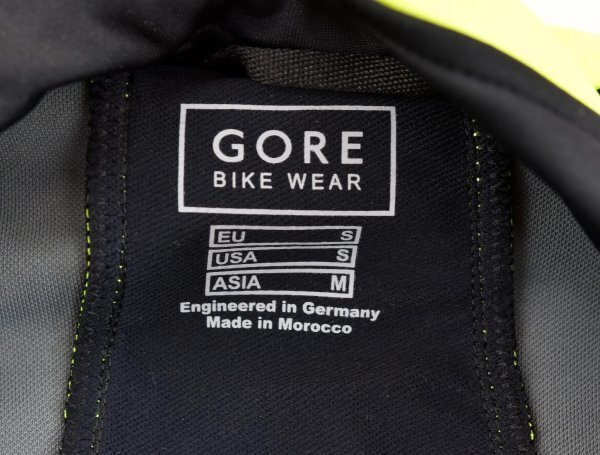 GORE
BIKE WEAR
EU S
USA S
ASIA M
Engineered in Germany
Made in Morocco